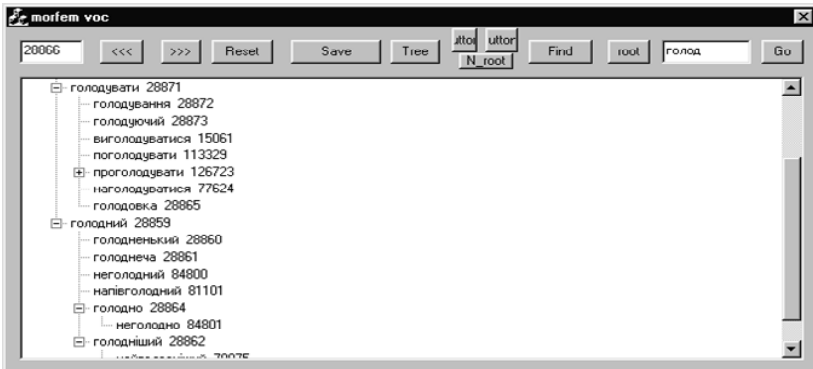 morfem voc
28066 <<< >>> Reset Save Tree N_root Find root голод Go
голодувати 28871
голодування 28872
голодуючий 28873
виголодуватися 15061
поголодувати 113329
проголодувати 126723
наголодуватися 77624
голодовка 28865
голодний 28859
голодненький 28860
голоднеча 28861
неголодний 84800
напівголодний 81101
голодно 28864
неголодно 84801
голодніший 28862